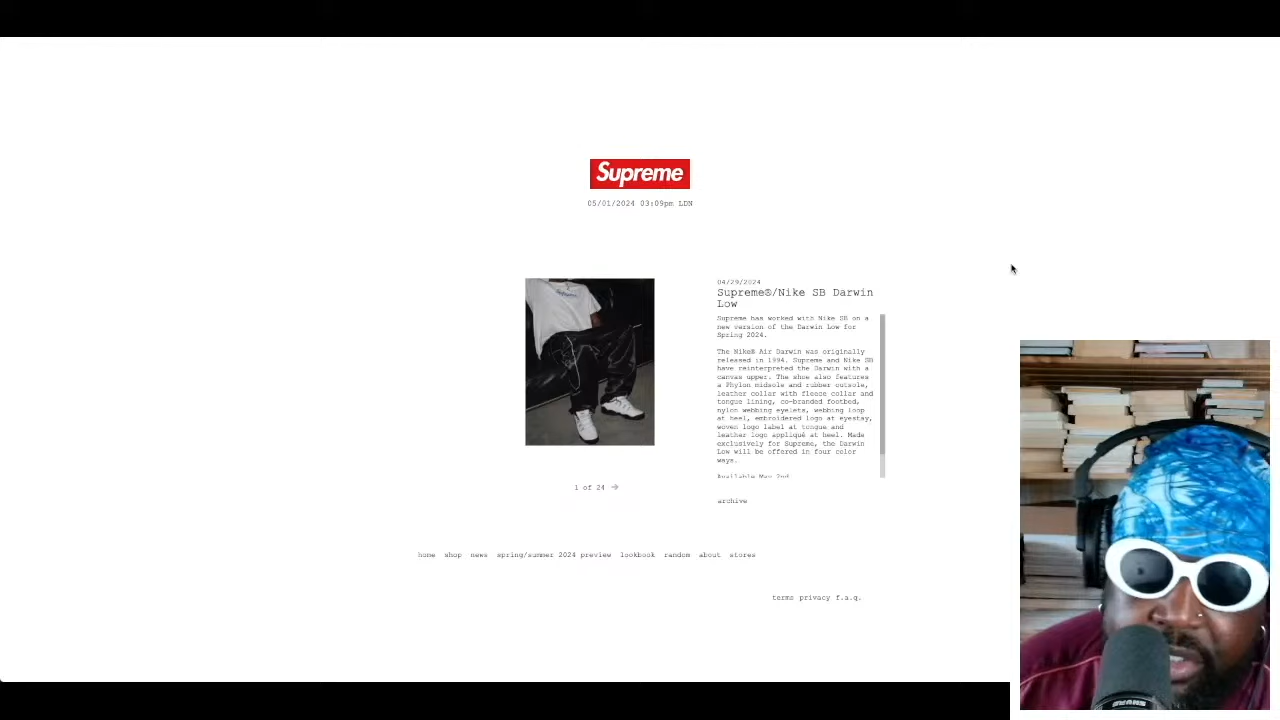 Supreme
05/01/2024 03:09pm LDN
04/29/2024
Supreme®/Nike SB Darwin
Low
Supreme has worked with Nike SB on a
new version of the Darwin Low for
Spring 2024.
The Nike® Air Darwin was originally
released in 1994. Supreme and Nike SB
have reinterpreted the Darwin with a
canvas upper. The shoe also features
a Phylon midsole and rubber outsole,
leather collar with fleece collar and
tongue lining, co-branded footbed,
nylon webbing eyelets, webbing loop
at heel, embroidered logo at eyestay,
woven logo label at tongue and
leather logo appliqué at heel. Made
exclusively for Supreme, the Darwin
Low will be offered in four color
ways.
Available May 2nd
1 of 24
archive
home shop news spring/summer 2024 preview lookbook random about stores
terms privacy f.a.q.
SHURE